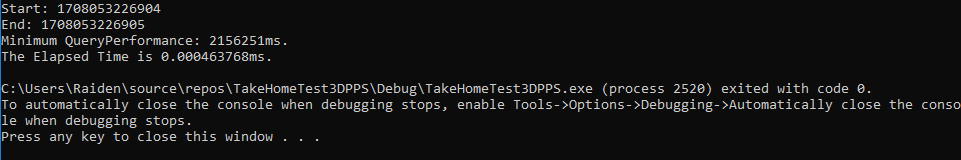 Start: 1708053226904
End: 1708053226905
Minimum QueryPerformance: 2156251ms.
The Elapsed Time is 0.000463768ms.
C:\Users\Raiden\source\repos\TakeHomeTest3DPPS\Debug\TakeHomeTest3DPPS.exe (process 2520) exited with code 0.
To automatically close the console when debugging stops, enable Tools->Options->Debugging->Automatically close the conso
le when debugging stops.
Press any key to close this window . . .